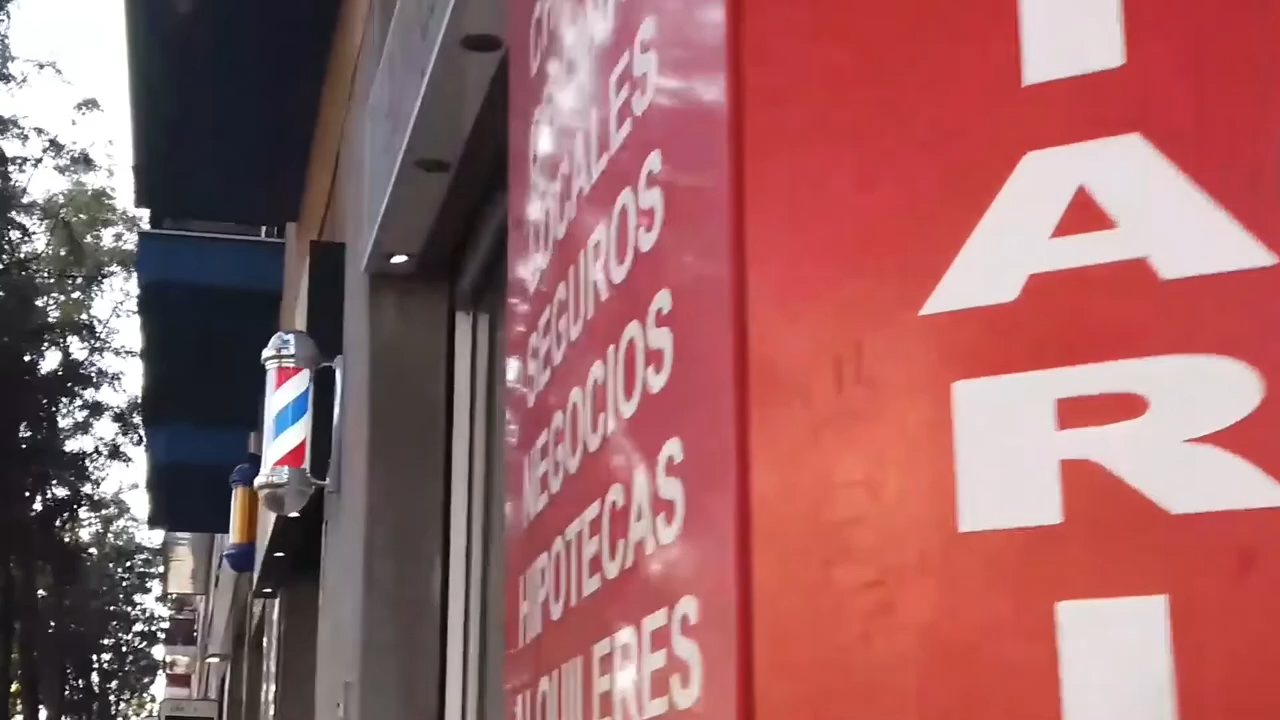 LOCALES
SEGUROS
NEGOCIOS
HIPOTECAS
ALQUILERES
I
A
R
I